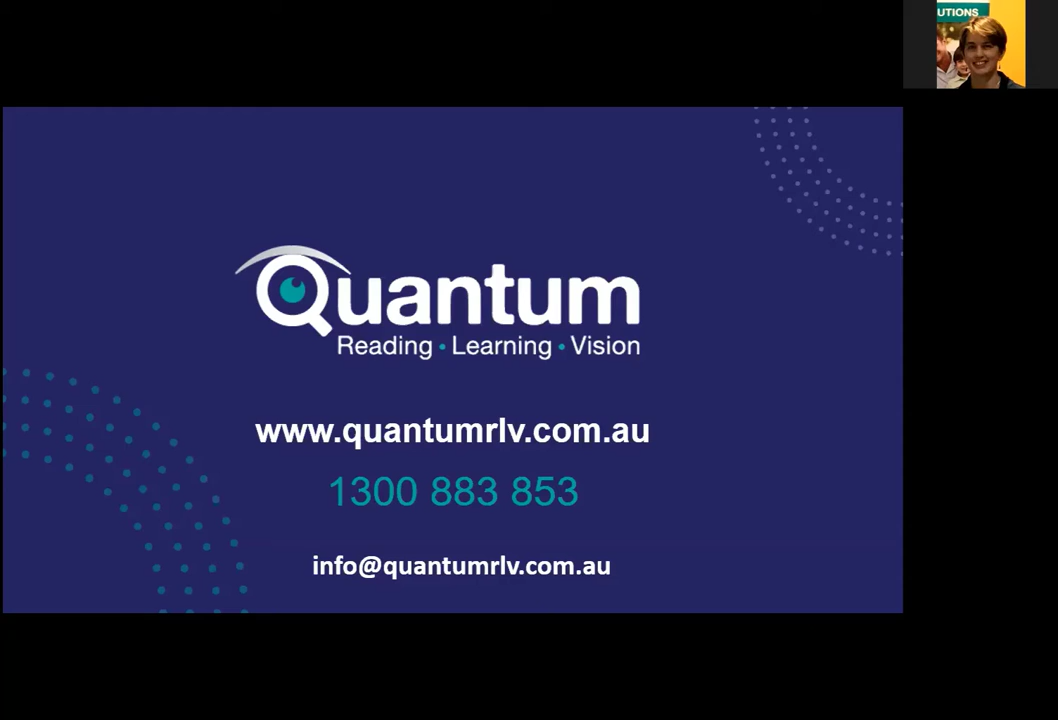 UTIONS
Quantum
Reading • Learning • Vision
www.quantumrlv.com.au
1300 883 853
info@quantumrlv.com.au